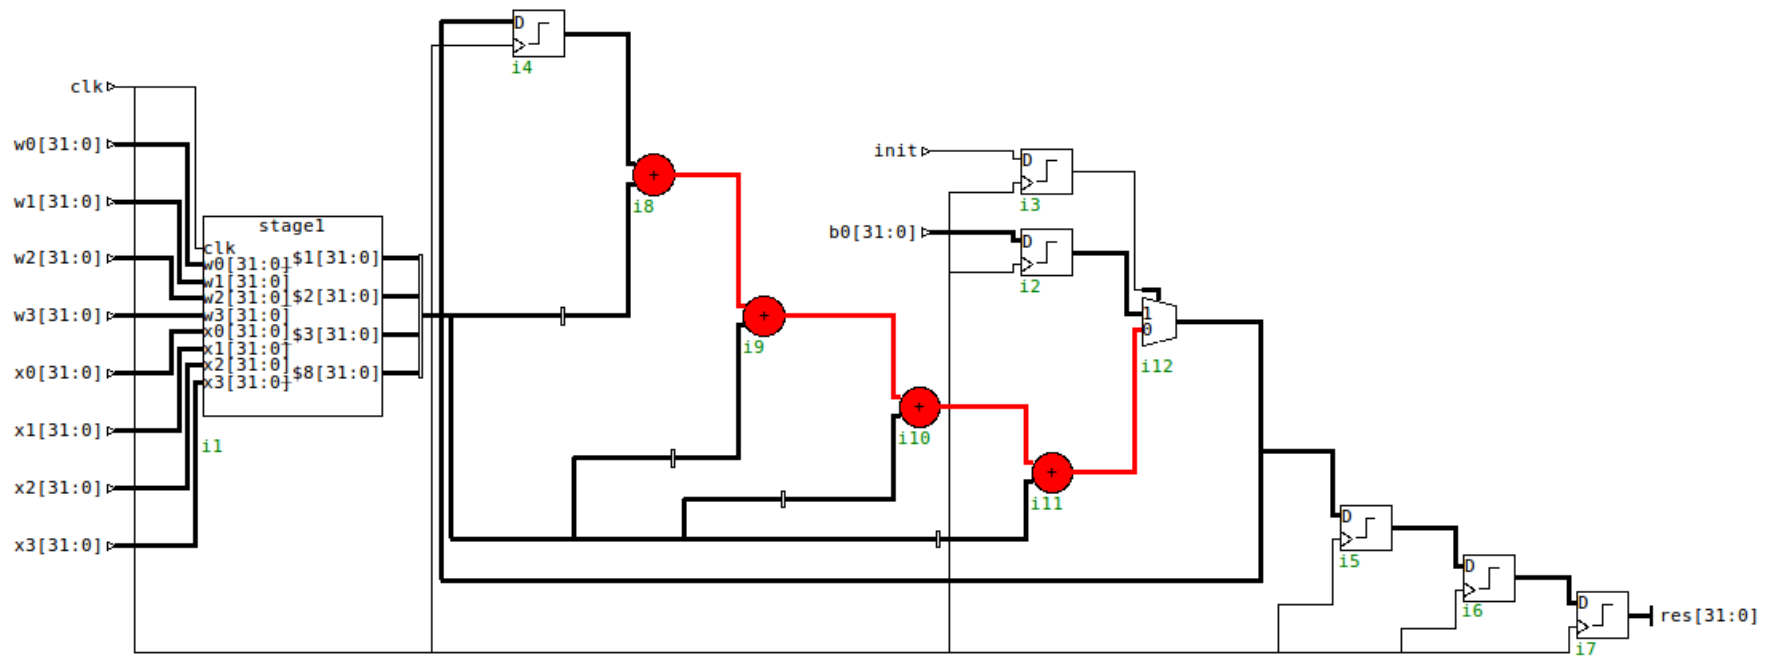 D
i4
clk
w0[31:0]
w1[31:0]
w2[31:0]
w3[31:0]
x0[31:0]
x1[31:0]
x2[31:0]
x3[31:0]
stage1
clk
w0[31:0]
w1[31:0]
w2[31:0]
w3[31:0]
x0[31:0]
x1[31:0]
x2[31:0]
x3[31:0]
$1[31:0]
$2[31:0]
$3[31:0]
$8[31:0]
i1
+
i8
+
i9
+
i10
+
i11
init
D
i3
b0[31:0]
D
i2
1
0
i12
D
i5
D
i6
D
i7
res[31:0]